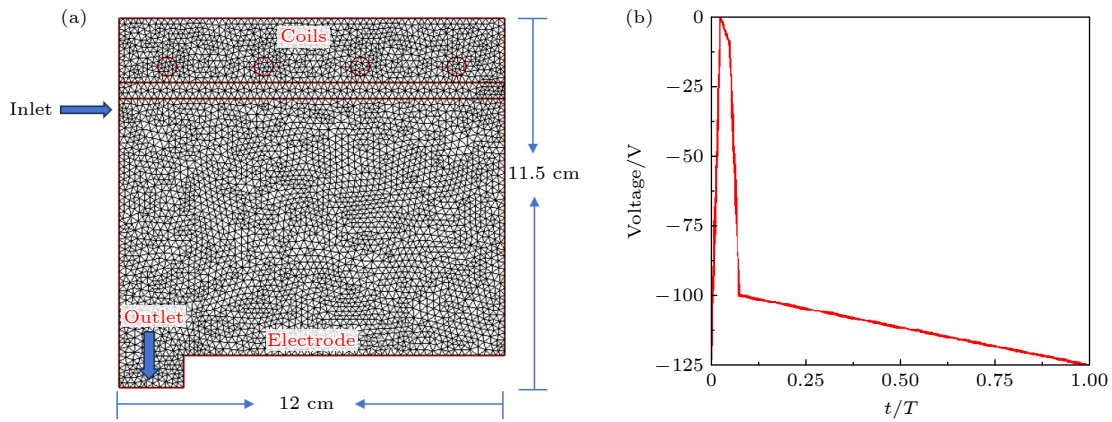 (a)
Coils
Inlet
11.5 cm
Outlet
Electrode
12 cm
(b)
Voltage/V
0
−25
−50
−75
−100
−125
0
0.25
0.50
0.75
1.00
t/T